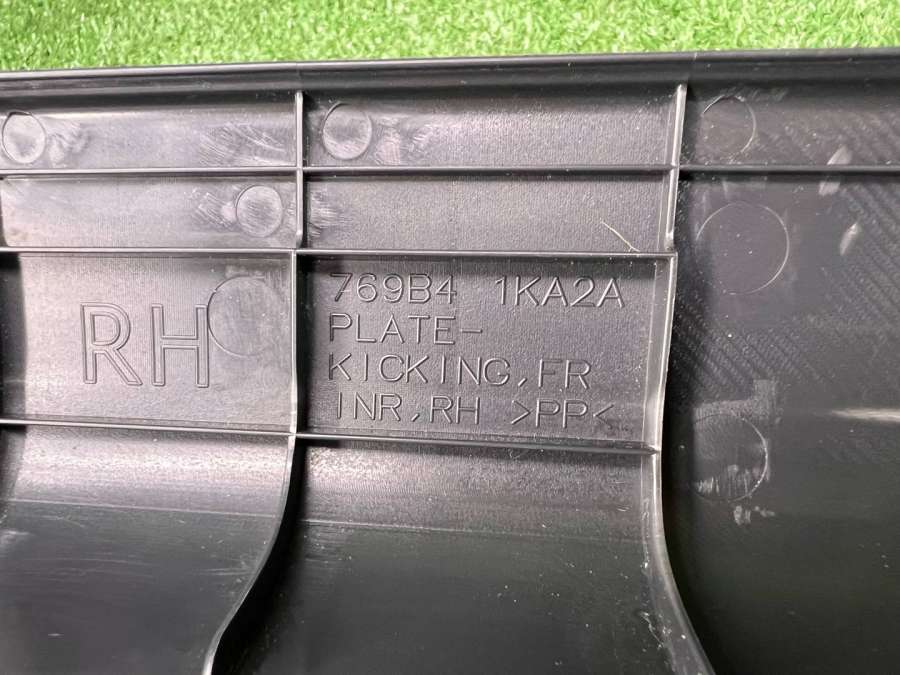 RH
769B4 1KA2A
PLATE-
KICKING,FR
INR,RH >PP<